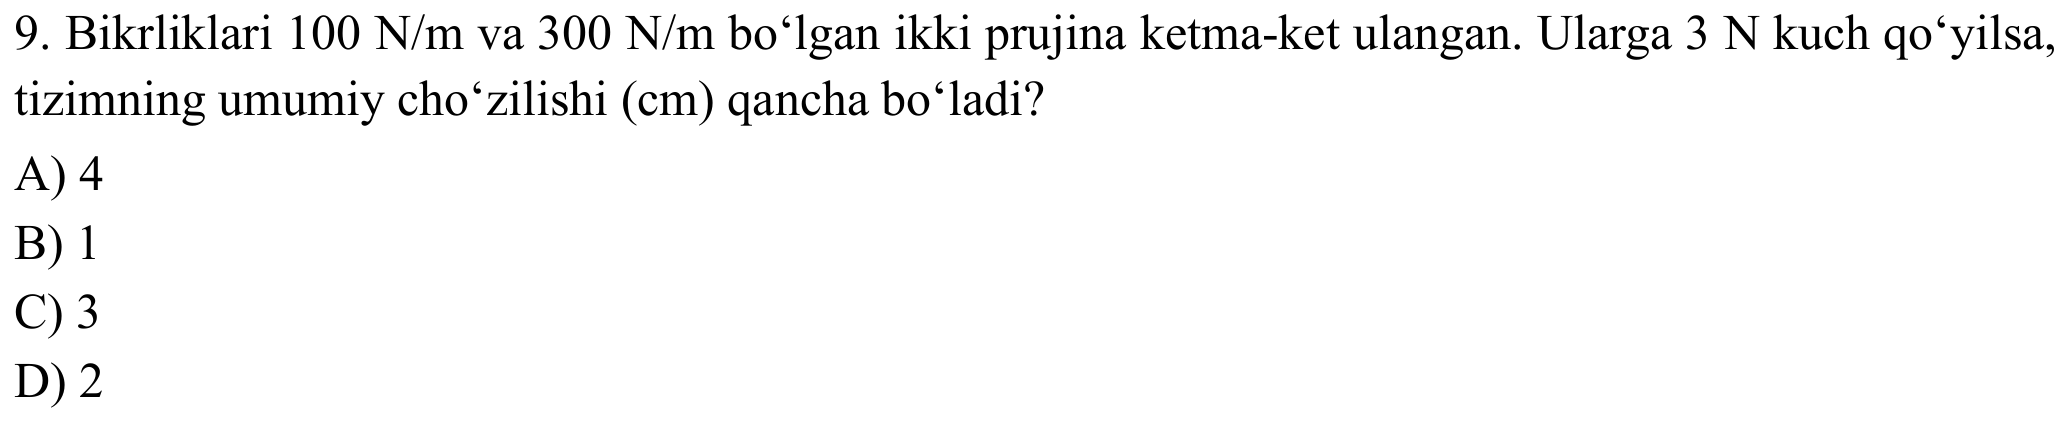 9. Bikrliklari 100 N/m va 300 N/m bo‘lgan ikki prujina ketma-ket ulangan. Ularga 3 N kuch qo‘yilsa,
tizimning umumiy cho‘zilishi (cm) qancha bo‘ladi?
A) 4
B) 1
C) 3
D) 2